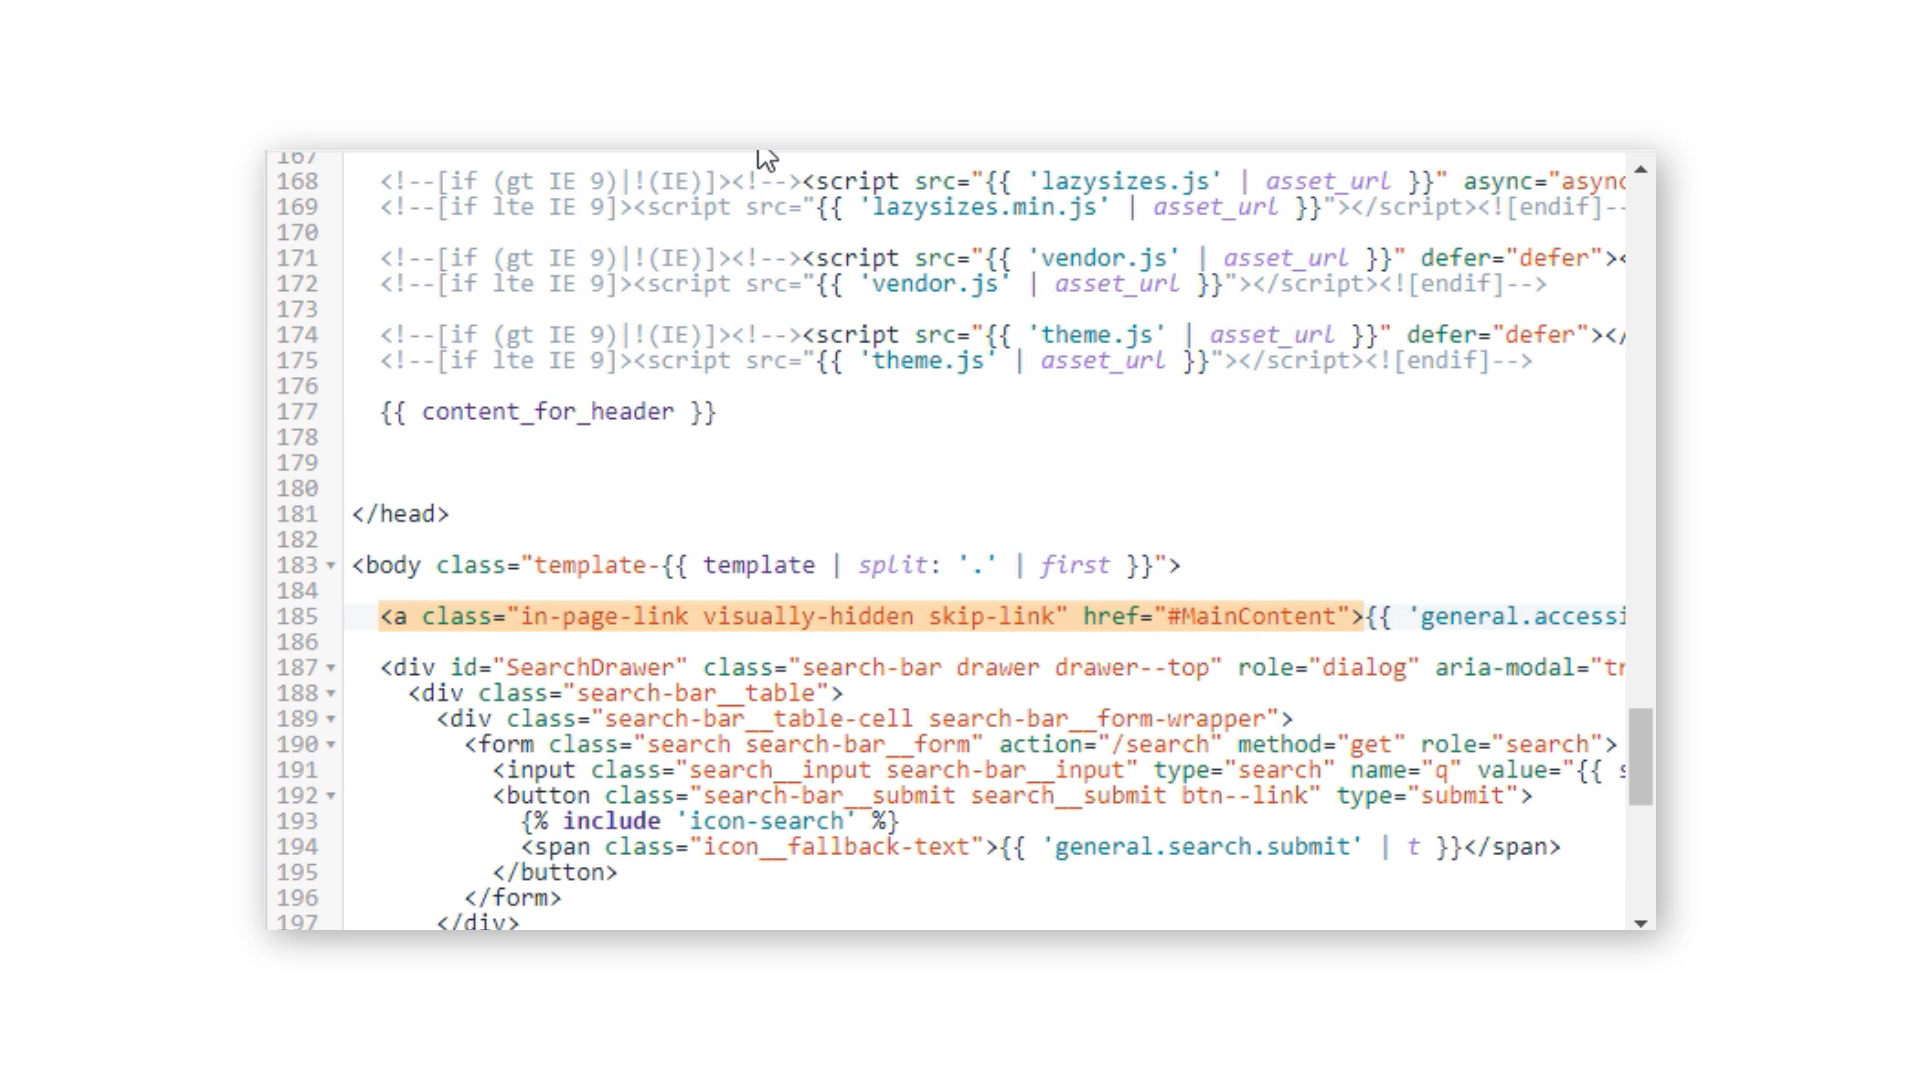 167
168 <!--[if (gt IE 9)|!(IE)]><!--><script src="{{ 'lazysizes.js' | asset_url }}" async="async
169 <!--[if lte IE 9]><script src="{{ 'lazysizes.min.js' | asset_url }}"></script><![endif]--
170
171 <!--[if (gt IE 9)|!(IE)]><!--><script src="{{ 'vendor.js' | asset_url }}" defer="defer"><
172 <!--[if lte IE 9]><script src="{{ 'vendor.js' | asset_url }}"></script><![endif]-->
173
174 <!--[if (gt IE 9)|!(IE)]><!--><script src="{{ 'theme.js' | asset_url }}" defer="defer"></
175 <!--[if lte IE 9]><script src="{{ 'theme.js' | asset_url }}"></script><![endif]-->
176
177 {{ content_for_header }}
178
179
180
181 </head>
182
183 <body class="template-{{ template | split: '.' | first }}">
184
185 <a class="in-page-link visually-hidden skip-link" href="#MainContent">{{ 'general.accessi
186
187 <div id="SearchDrawer" class="search-bar drawer drawer--top" role="dialog" aria-modal="tr
188 <div class="search-bar__table">
189 <div class="search-bar__table-cell search-bar__form-wrapper">
190 <form class="search search-bar__form" action="/search" method="get" role="search">
191 <input class="search__input search-bar__input" type="search" name="q" value="{{ s
192 <button class="search-bar__submit search__submit btn--link" type="submit">
193 {% include 'icon-search' %}
194 <span class="icon__fallback-text">{{ 'general.search.submit' | t }}</span>
195 </button>
196 </form>
197 </div>